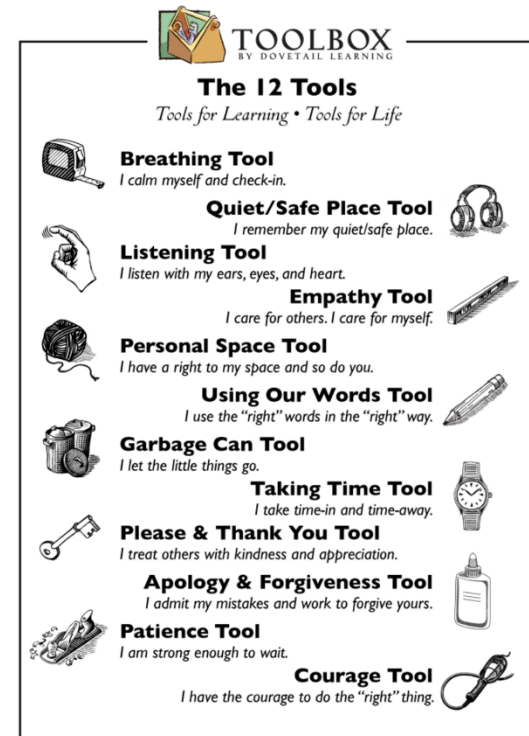 TOOLBOX
BY DOVETAIL LEARNING
The 12 Tools
Tools for Learning • Tools for Life
Breathing Tool
I calm myself and check-in.
Quiet/Safe Place Tool
I remember my quiet/safe place.
Listening Tool
I listen with my ears, eyes, and heart.
Empathy Tool
I care for others. I care for myself.
Personal Space Tool
I have a right to my space and so do you.
Using Our Words Tool
I use the “right” words in the “right” way.
Garbage Can Tool
I let the little things go.
Taking Time Tool
I take time-in and time-away.
Please & Thank You Tool
I treat others with kindness and appreciation.
Apology & Forgiveness Tool
I admit my mistakes and work to forgive yours.
Patience Tool
I am strong enough to wait.
Courage Tool
I have the courage to do the “right” thing.